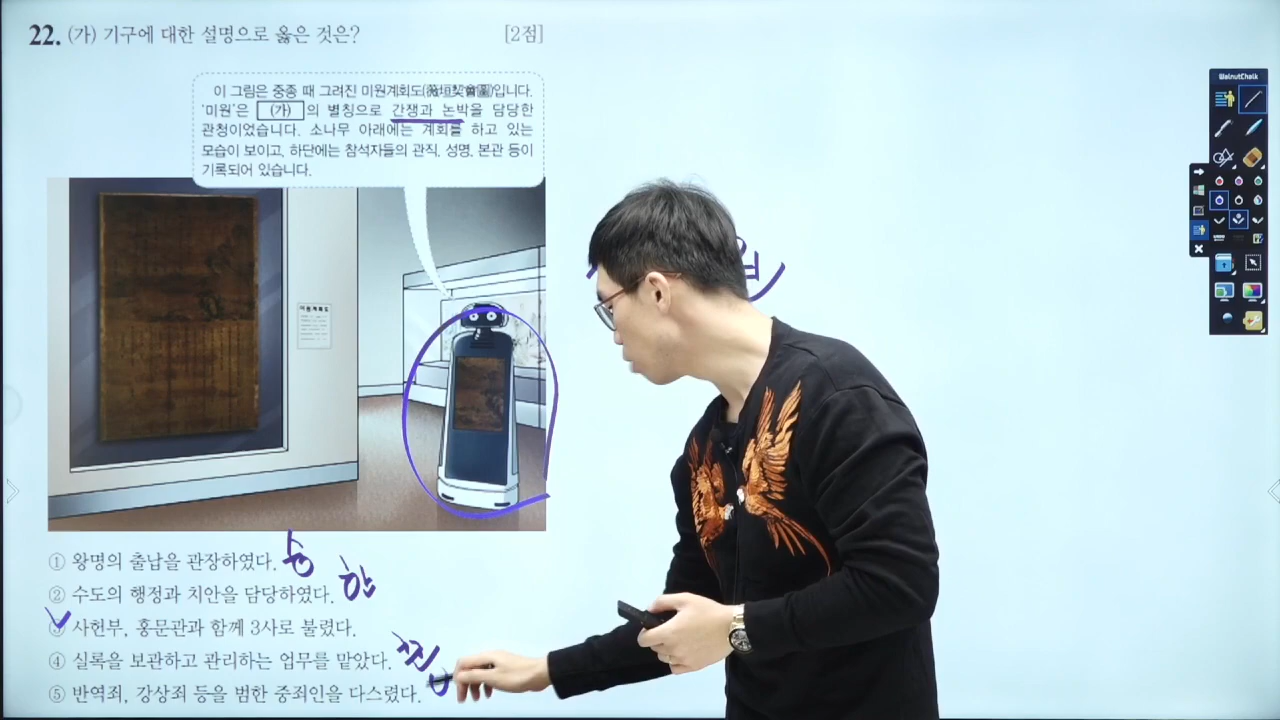 22. (가) 기구에 대한 설명으로 옳은 것은? [2점]
이 그림은 중종 때 그려진 미원계회도(薇垣契會圖)입니다.
'미원'은 (가) 의 별칭으로 간쟁과 논박을 담당한
관청이었습니다. 소나무 아래에는 계회를 하고 있는
모습이 보이고, 하단에는 참석자들의 관직, 성명, 본관 등이
기록되어 있습니다.
미원계회도
① 왕명의 출납을 관장하였다. 승
② 수도의 행정과 치안을 담당하였다. 한
③ 사헌부, 홍문관과 함께 3사로 불렸다.
④ 실록을 보관하고 관리하는 업무를 맡았다.
⑤ 반역죄, 강상죄 등을 범한 중죄인을 다스렸다.
WalnutChalk